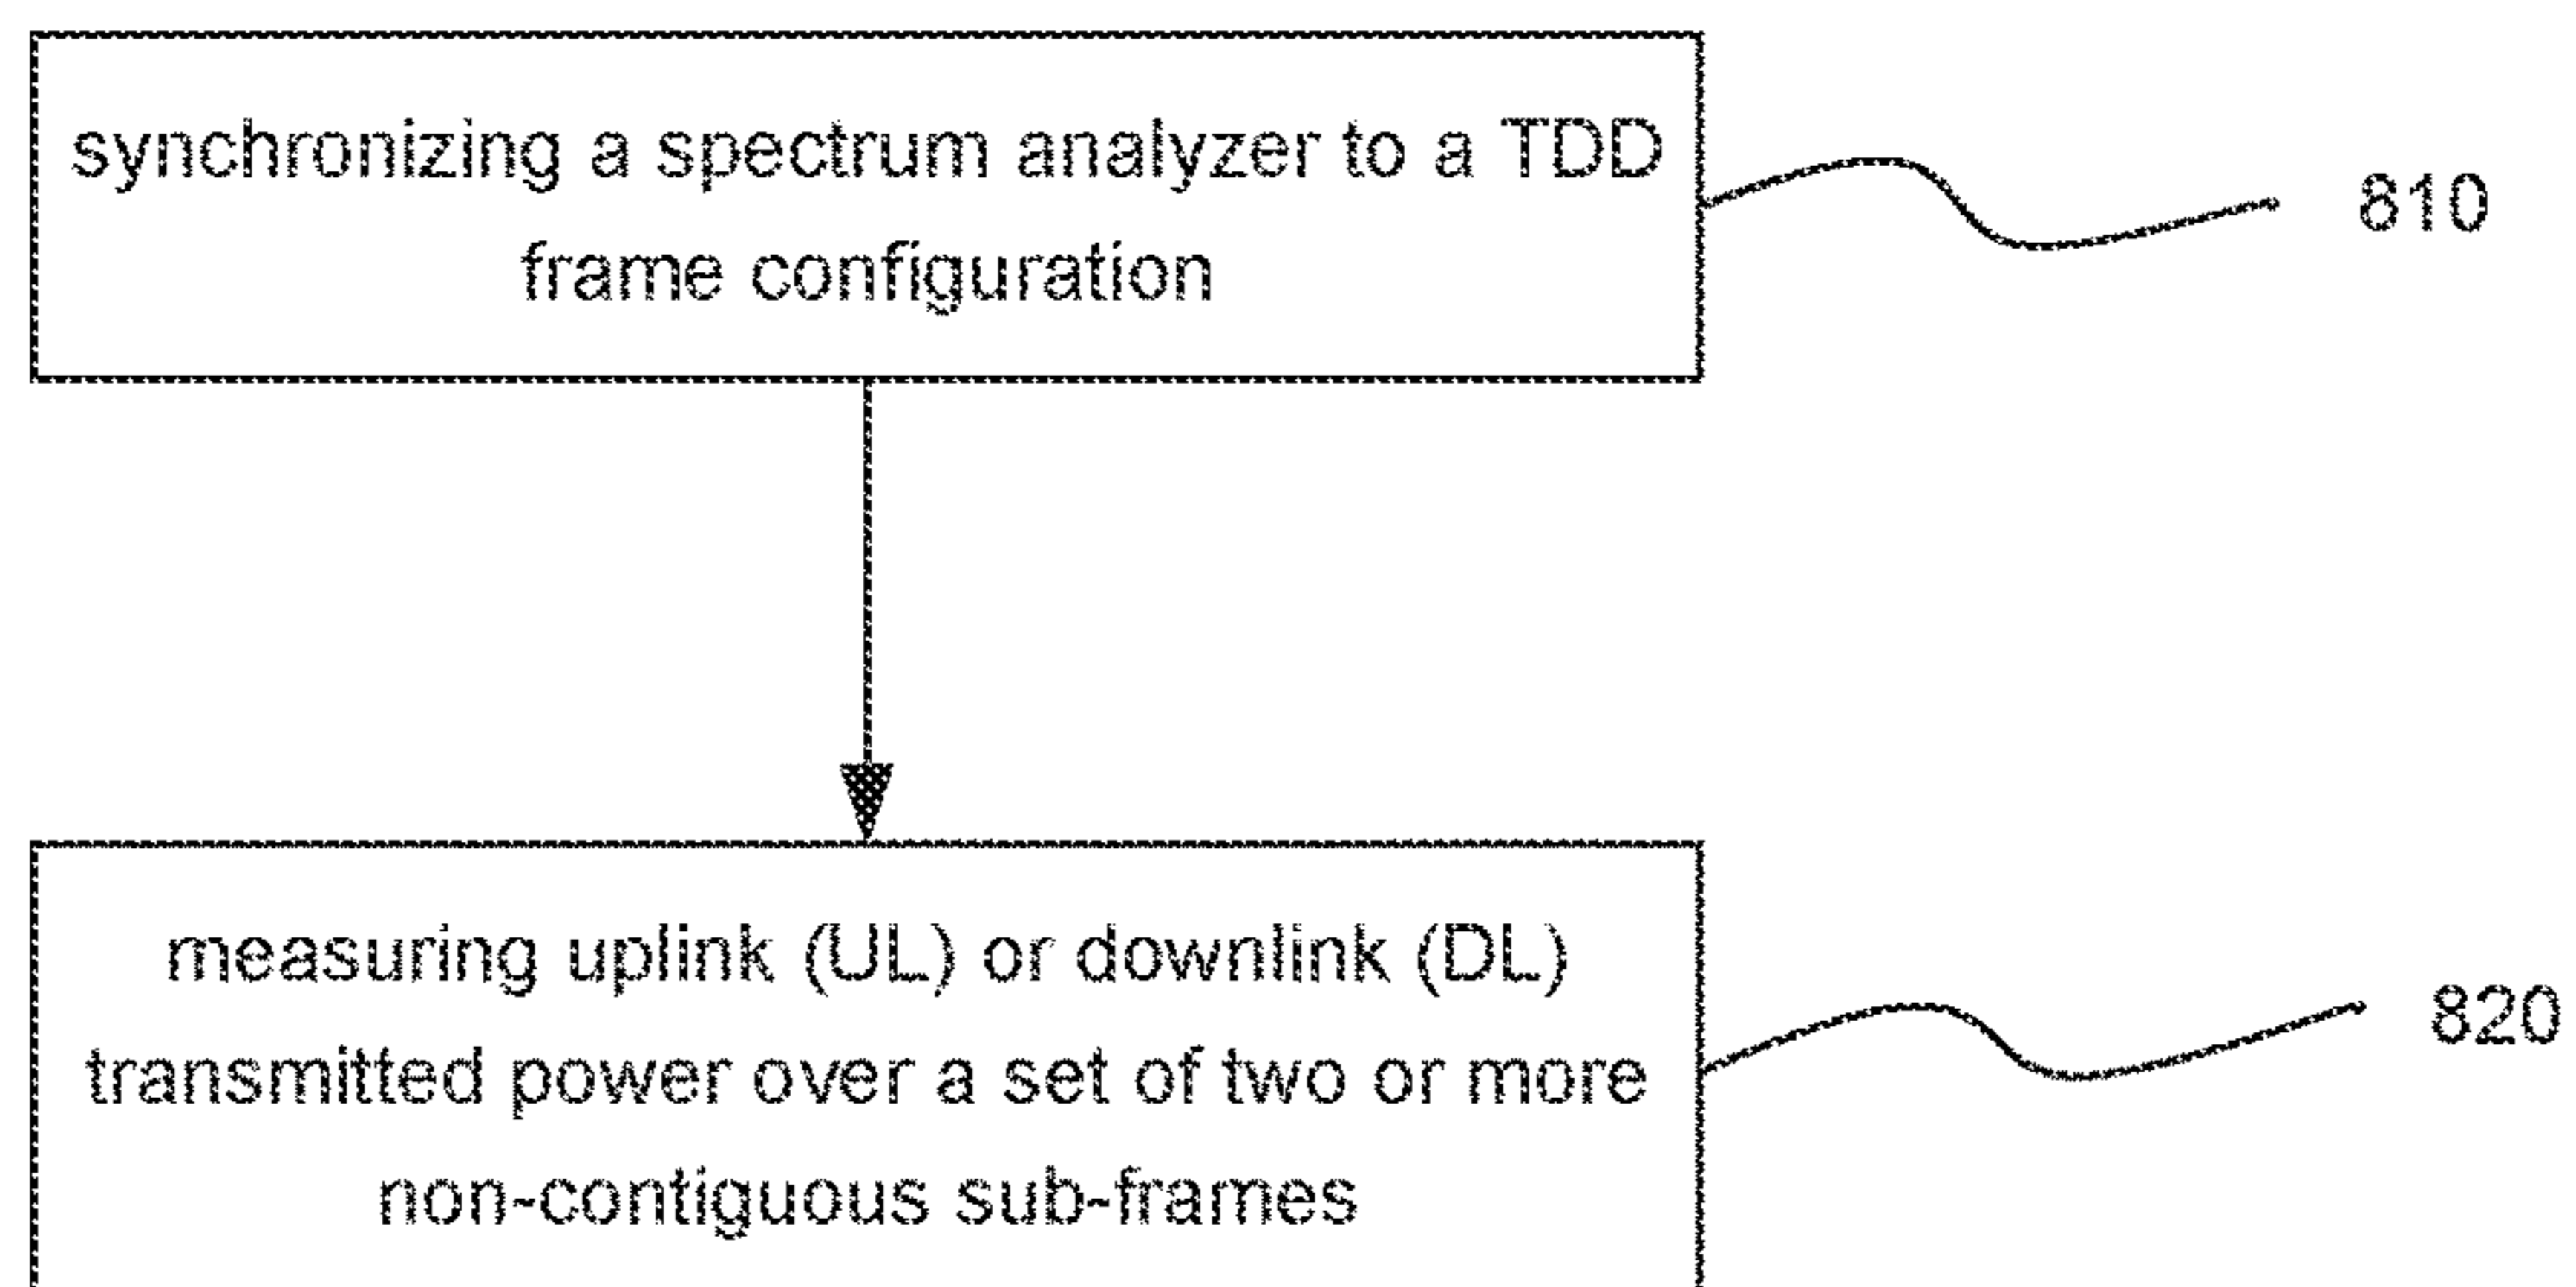 synchronizing a spectrum analyzer to a TDD
frame configuration
810
measuring uplink (UL) or downlink (DL)
transmitted power over a set of two or more
non-contiguous sub-frames
820